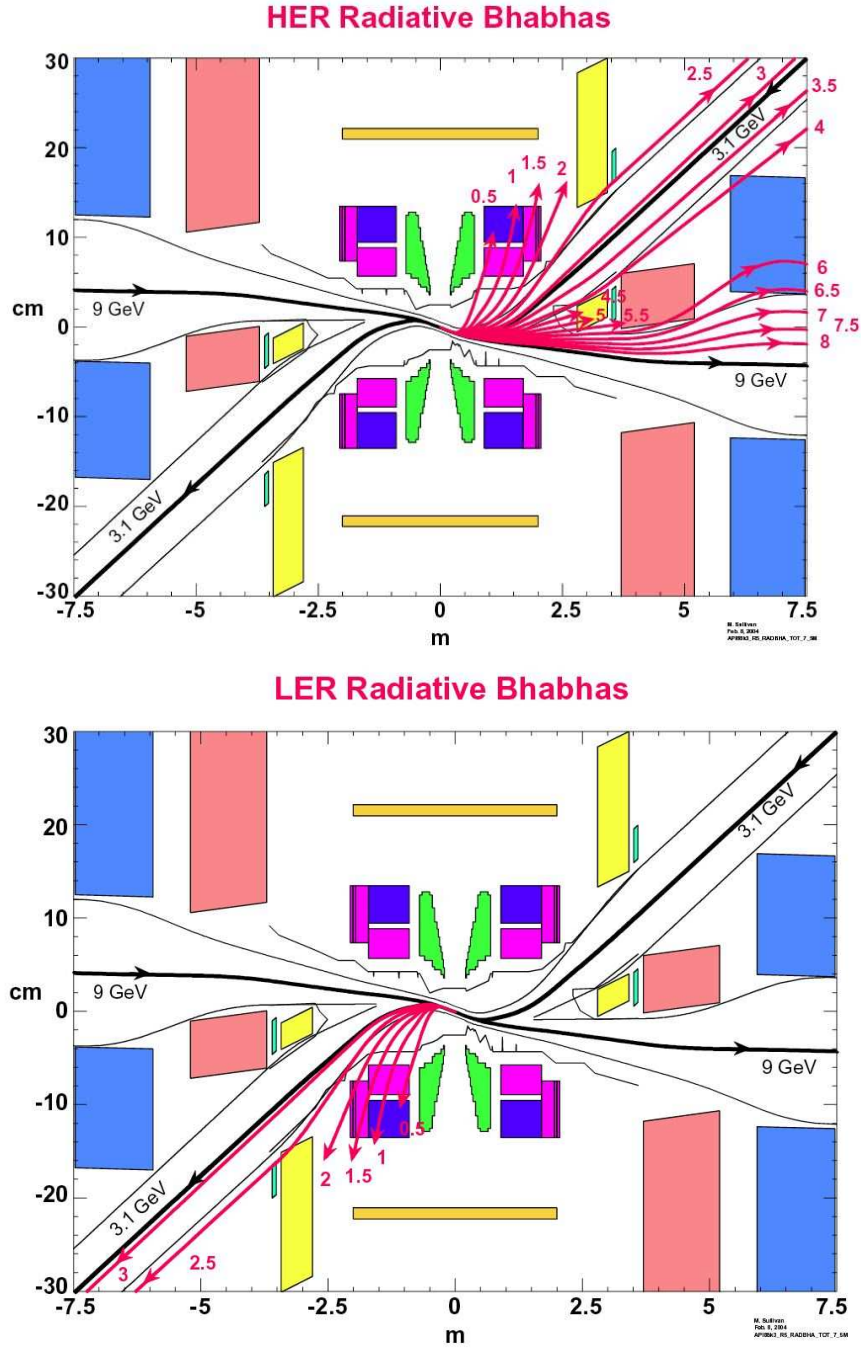 HER Radiative Bhabhas
30
20
10
cm
0
-10
-20
-30
-7.5
-5
-2.5
0
2.5
5
7.5
m
9 GeV
3.1 GeV
0.5
1
1.5
2
2.5
3
3.5
4
3.1 GeV
4.5
5
5.5
6
6.5
7
7.5
8
9 GeV
M. Sullivan
Feb. 8, 2004
API88k3_R5_RADBHA_TOT_7_5M
LER Radiative Bhabhas
30
20
10
cm
0
-10
-20
-30
-7.5
-5
-2.5
0
2.5
5
7.5
m
9 GeV
3.1 GeV
3.1 GeV
9 GeV
0.5
1
1.5
2
2.5
3
M. Sullivan
Feb. 8, 2004
API88k3_R5_RADBHA_TOT_7_5M